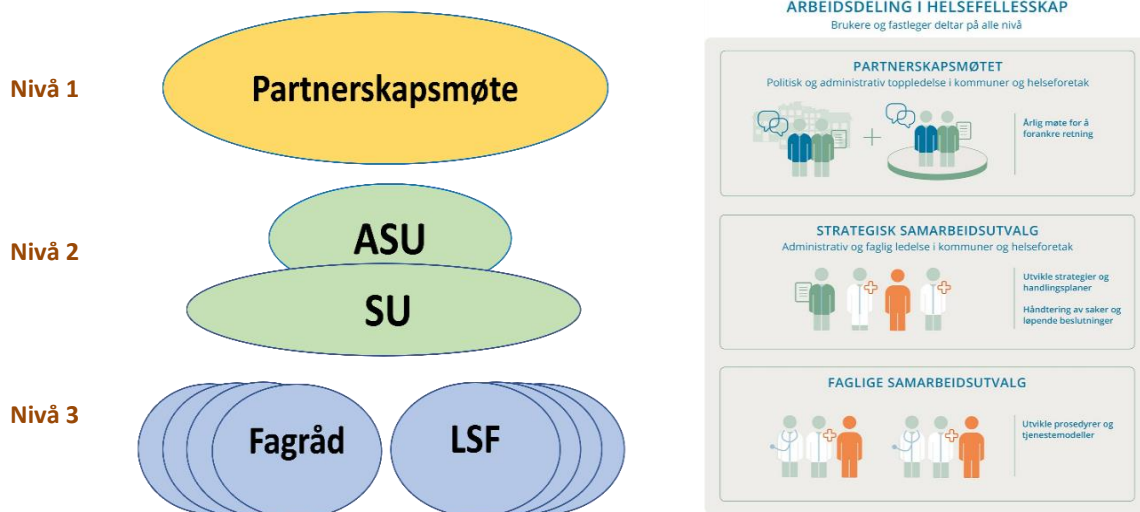 Nivå 1
Partnerskapsmøte
Nivå 2
ASU
SU
Nivå 3
Fagråd
LSF
ARBEIDSDELING I HELSEFELLESSKAP
Brukere og fastleger deltar på alle nivå
PARTNERSKAPSMØTET
Politisk og administrativ toppledelse i kommuner og helseforetak
Årlig møte for å
forankre retning
STRATEGISK SAMARBEIDSUTVALG
Administrativ og faglig ledelse i kommuner og helseforetak
Utvikle strategier og
handlingsplaner
Håndtering av saker og
løpende beslutninger
FAGLIGE SAMARBEIDSUTVALG
Utvikle prosedyrer og
tjenestemodeller